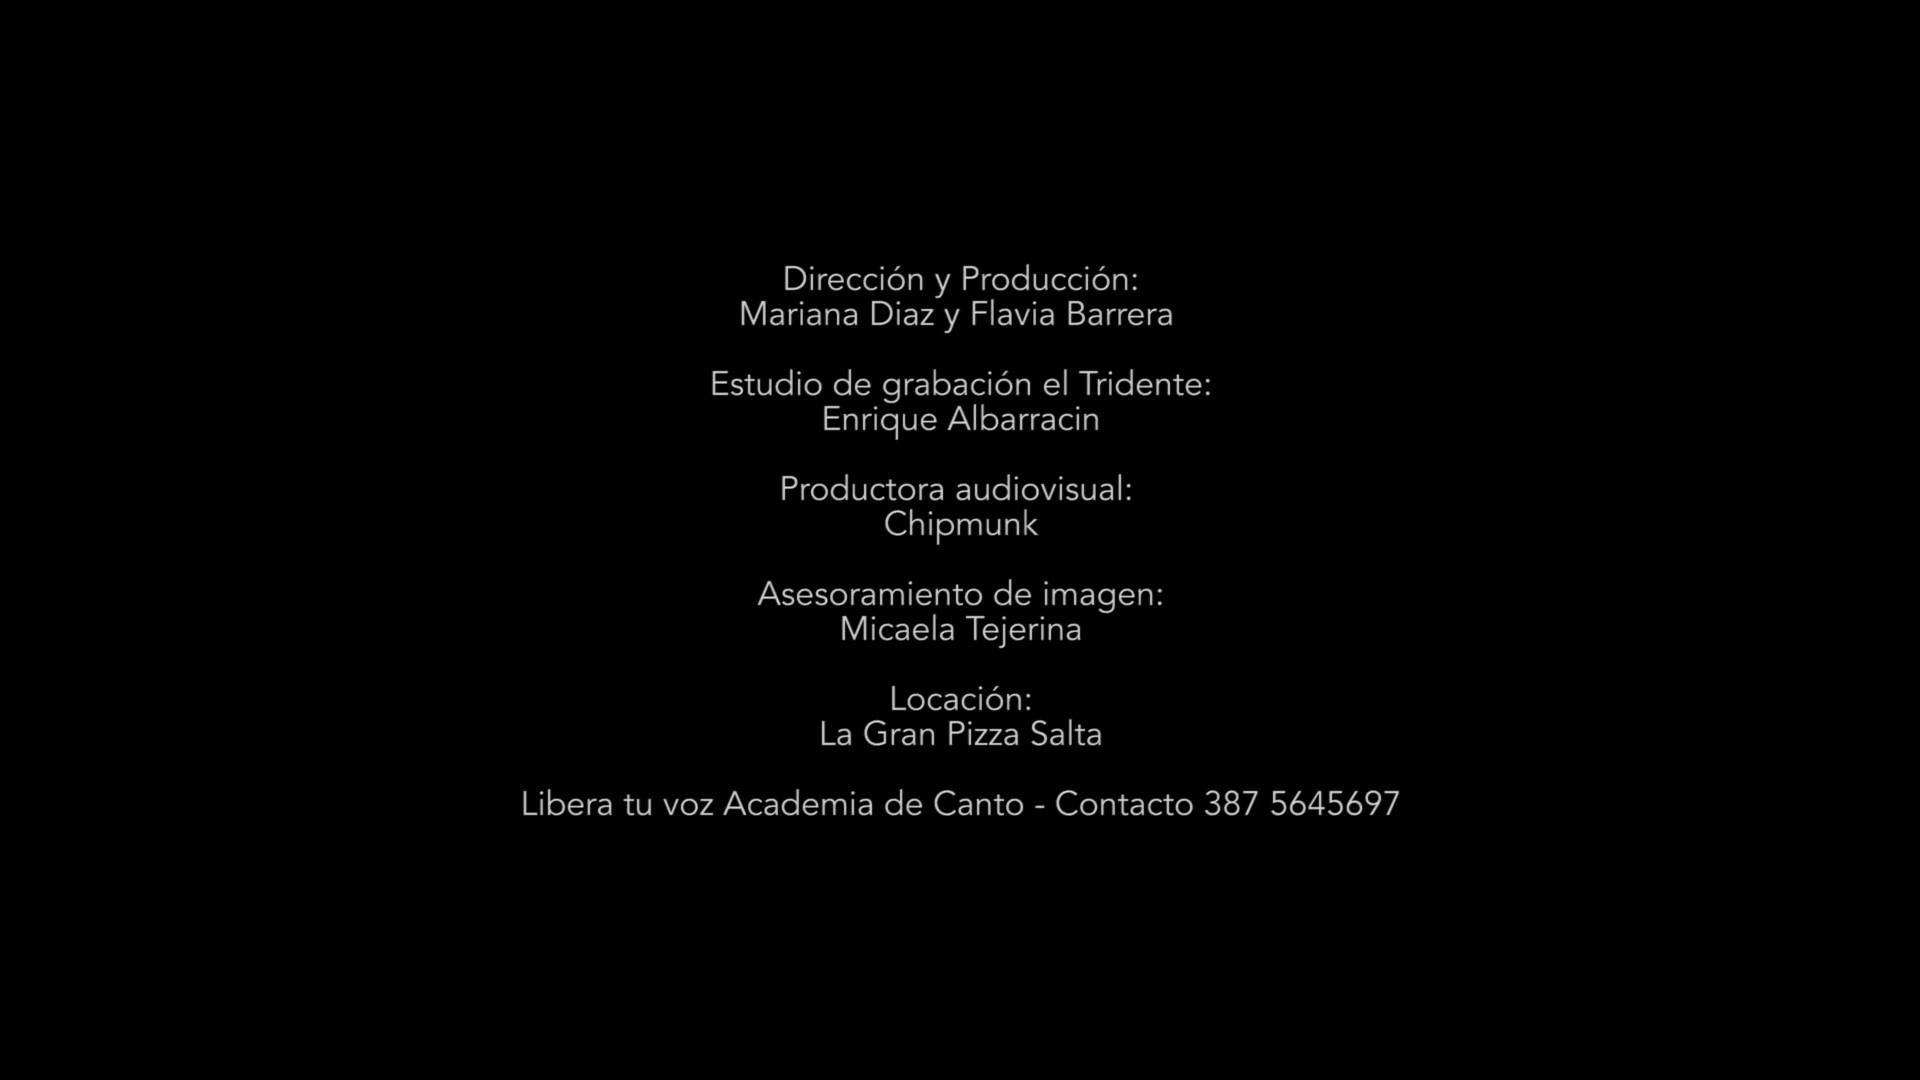 Dirección y Producción:
Mariana Diaz y Flavia Barrera
Estudio de grabación el Tridente:
Enrique Albarracin
Productora audiovisual:
Chipmunk
Asesoramiento de imagen:
Micaela Tejerina
Locación:
La Gran Pizza Salta
Libera tu voz Academia de Canto - Contacto 387 5645697